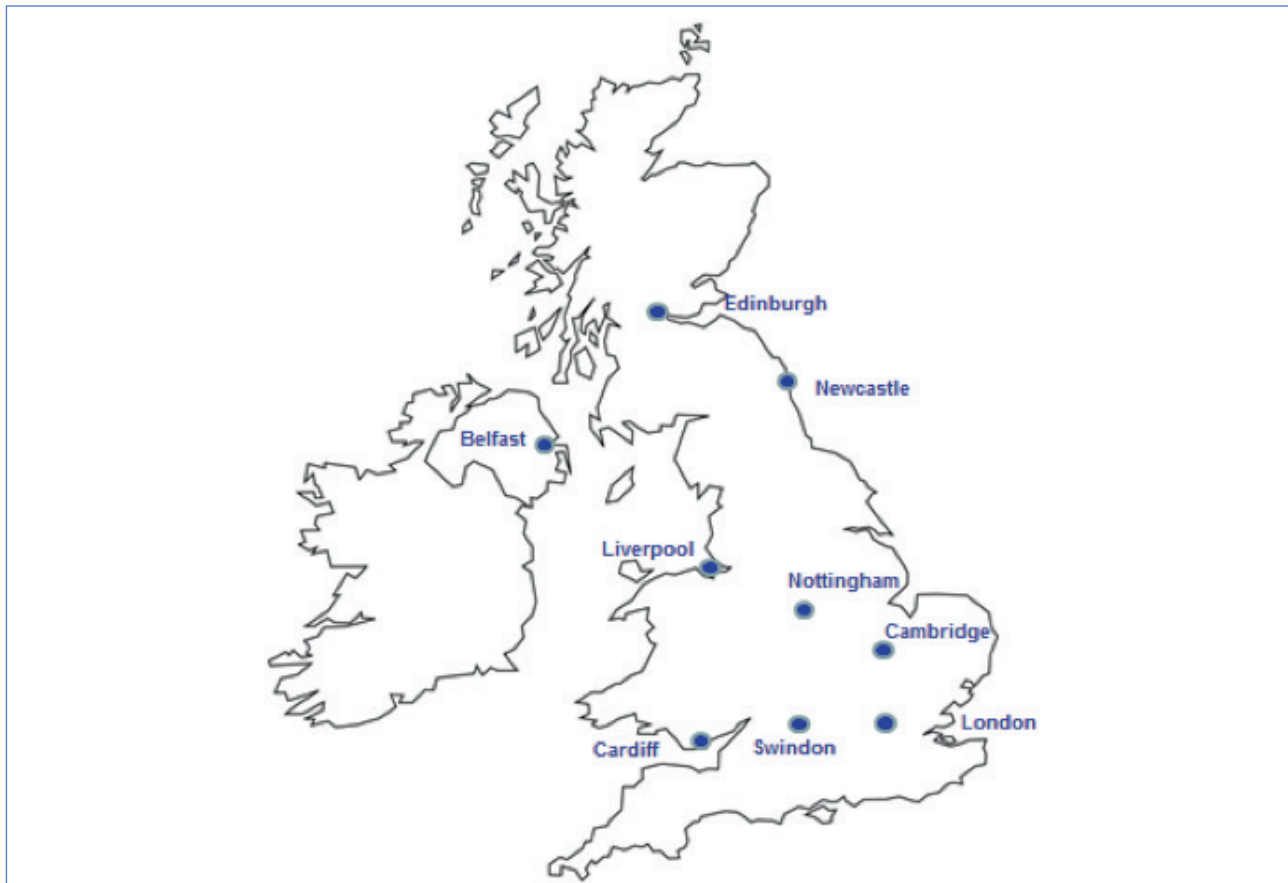 Edinburgh
Newcastle
Belfast
Liverpool
Nottingham
Cambridge
London
Cardiff
Swindon